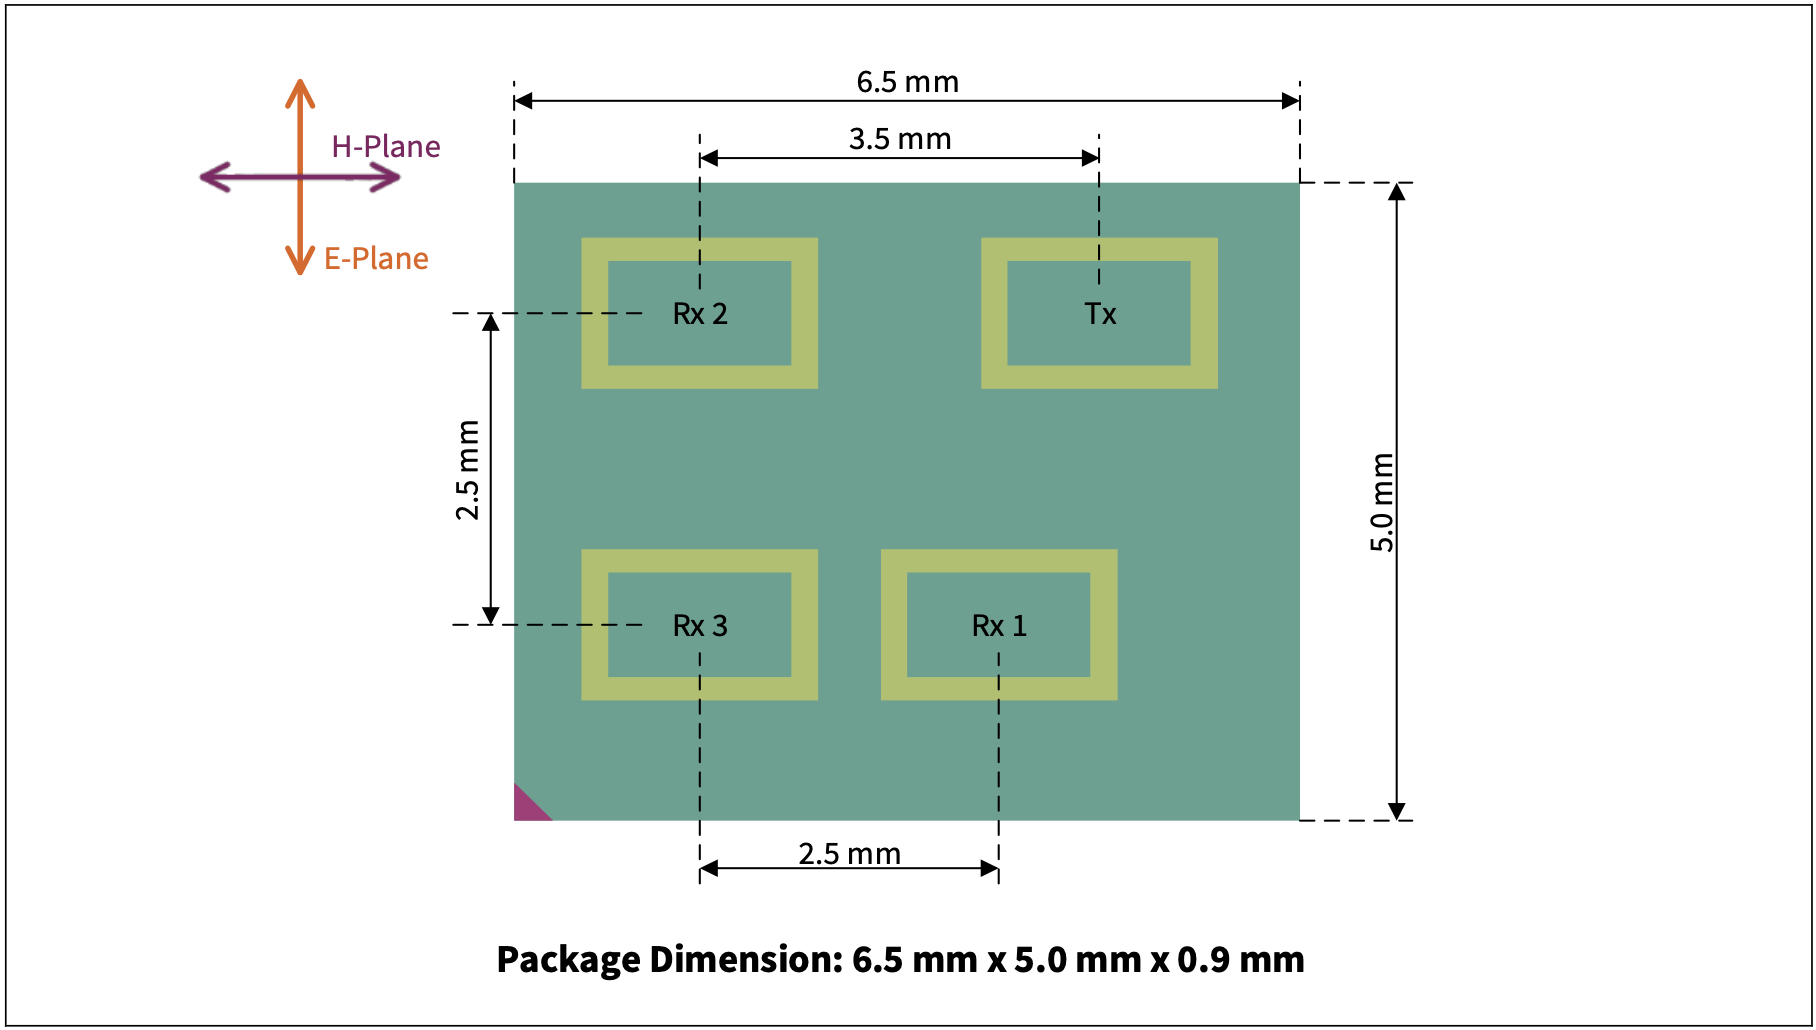 6.5 mm
3.5 mm
H-Plane
E-Plane
Rx 2
Tx
2.5 mm
5.0 mm
Rx 3
Rx 1
2.5 mm
Package Dimension: 6.5 mm x 5.0 mm x 0.9 mm